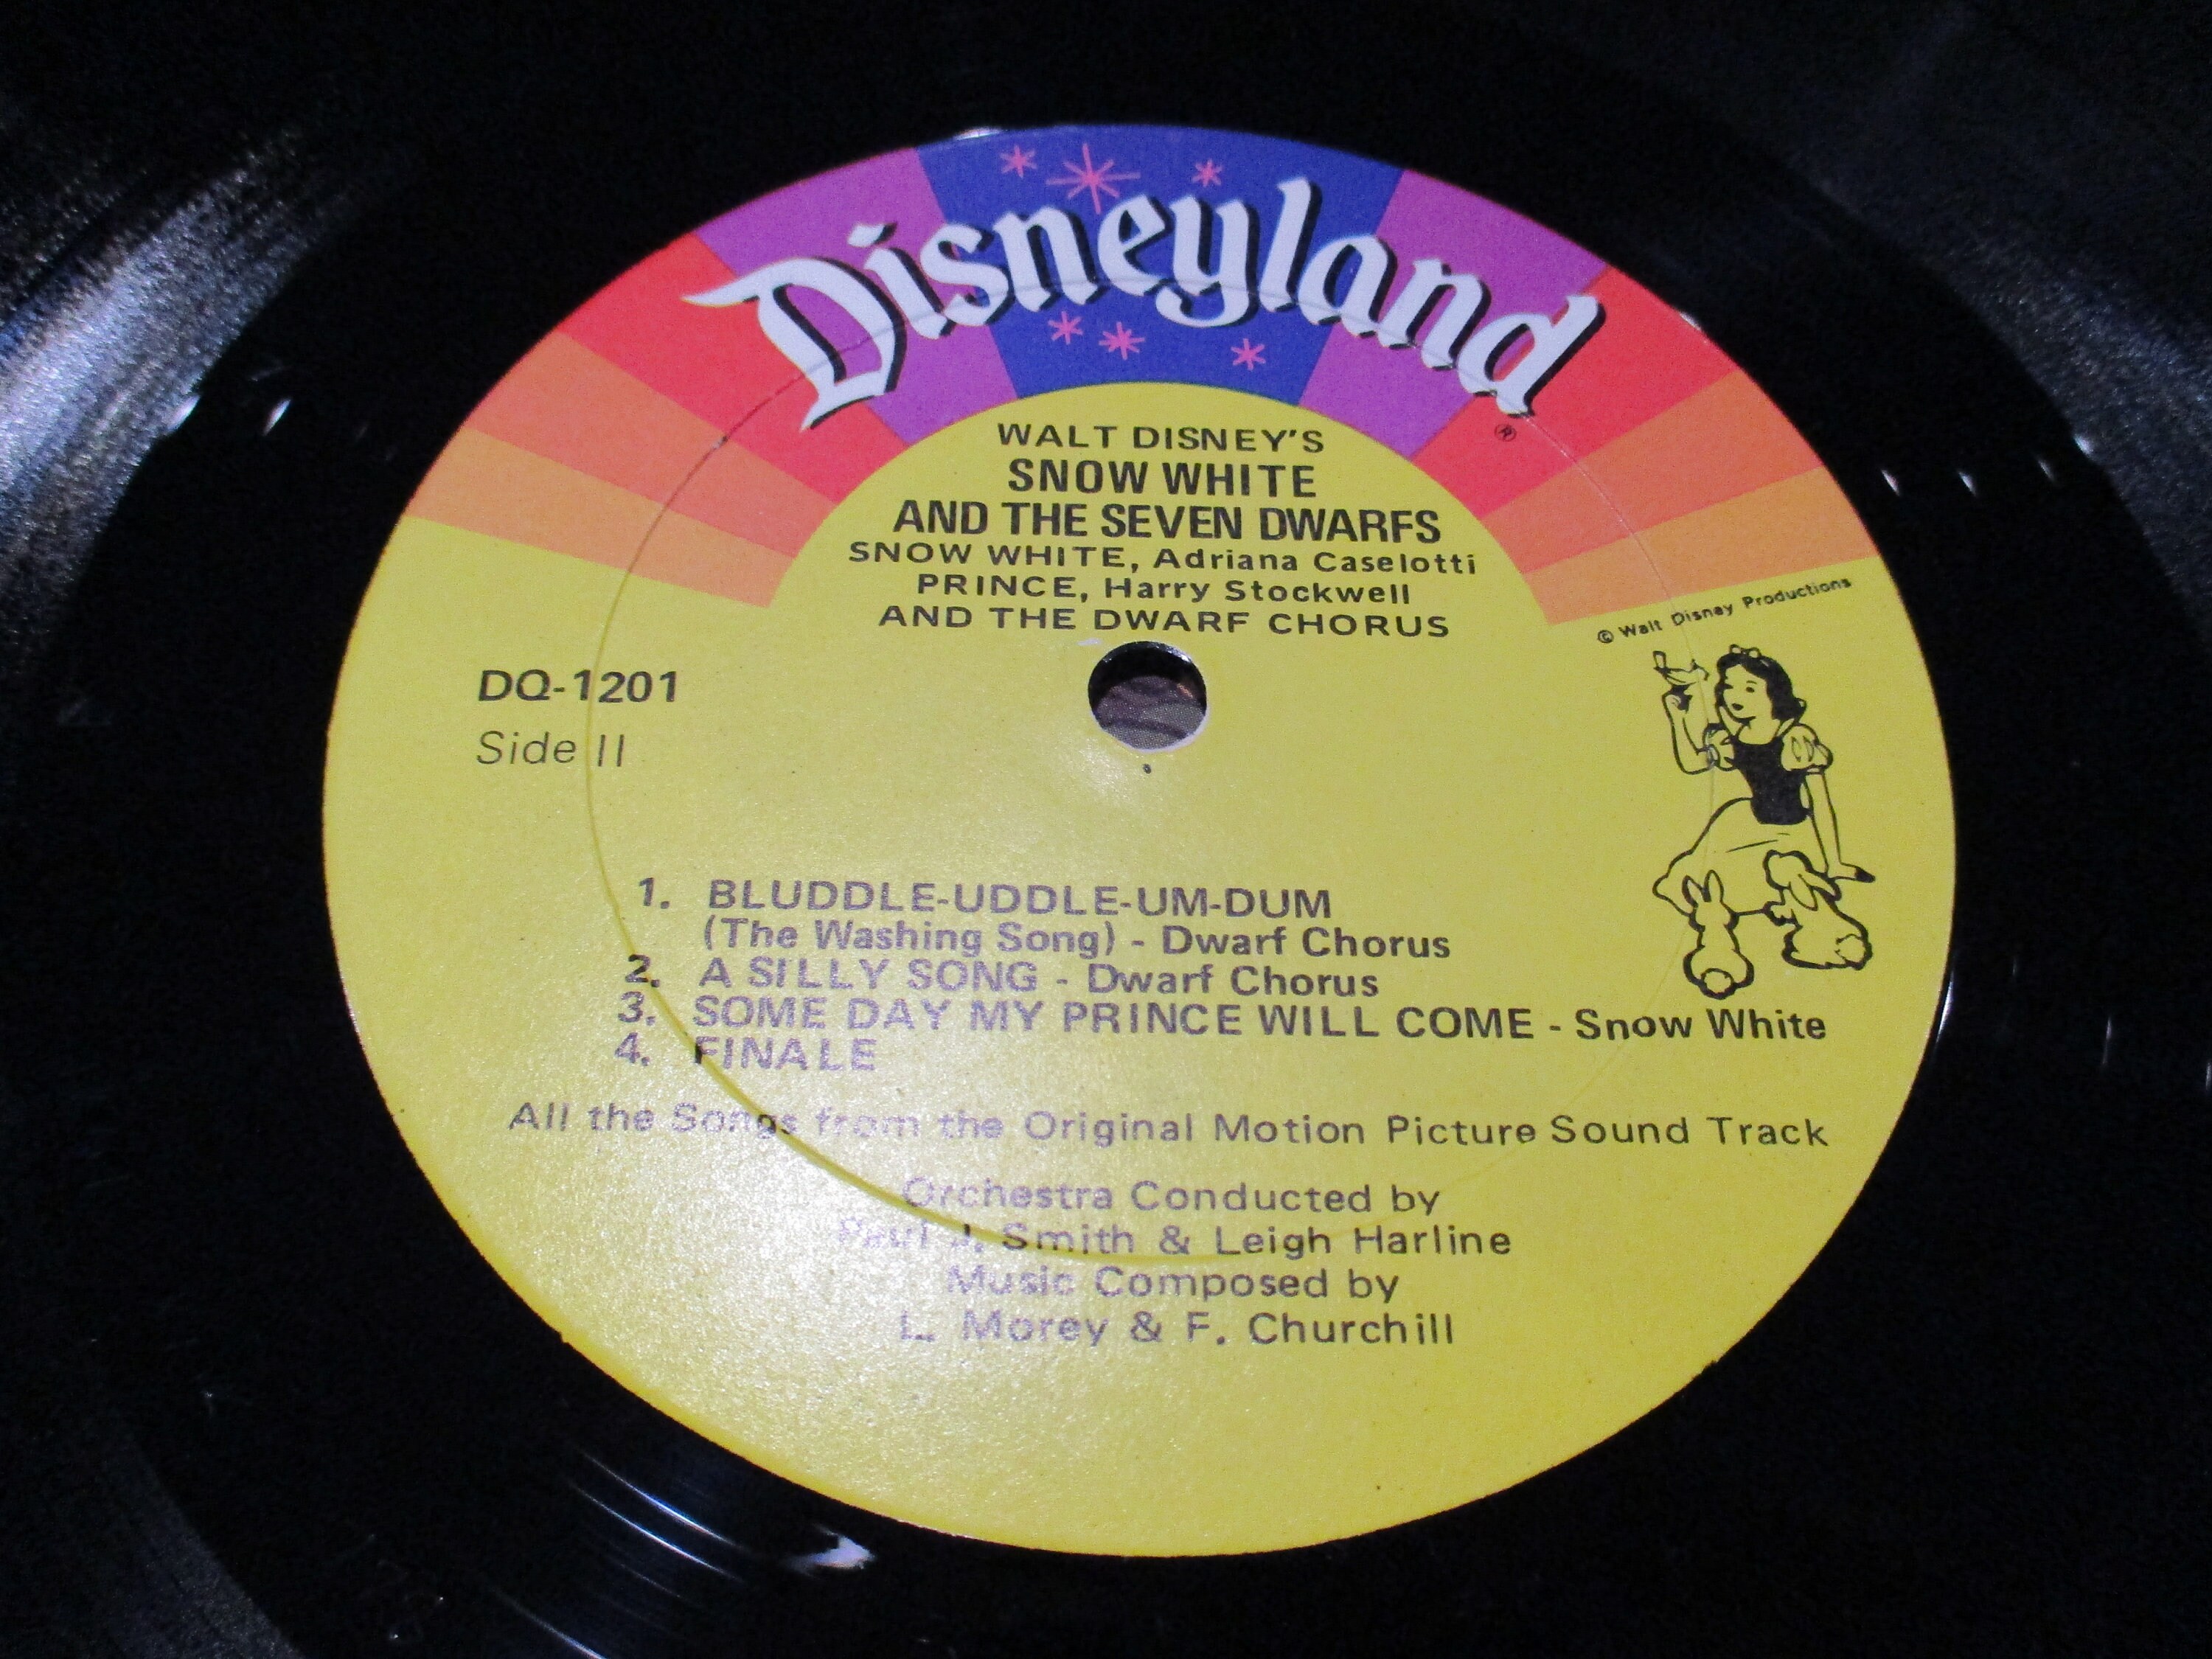 Disneyland
®
WALT DISNEY'S
SNOW WHITE
AND THE SEVEN DWARFS
SNOW WHITE, Adriana Caselotti
PRINCE, Harry Stockwell
AND THE DWARF CHORUS
© Walt Disney Productions
DQ-1201
Side II
1. BLUDDLE-UDDLE-UM-DUM
(The Washing Song) - Dwarf Chorus
2. A SILLY SONG - Dwarf Chorus
3. SOME DAY MY PRINCE WILL COME - Snow White
4. FINALE
All the Songs from the Original Motion Picture Sound Track
Orchestra Conducted by
Paul J. Smith & Leigh Harline
Music Composed by
L. Morey & F. Churchill